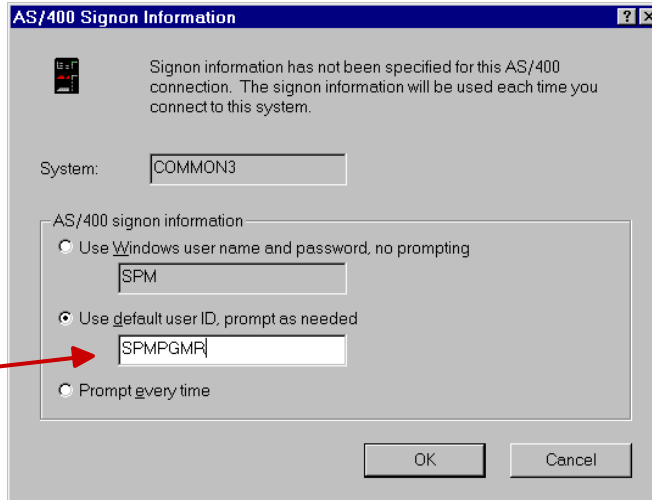 AS/400 Signon Information
Signon information has not been specified for this AS/400
connection. The signon information will be used each time you
connect to this system.
System: COMMON3
AS/400 signon information
Use Windows user name and password, no prompting
SPM
Use default user ID, prompt as needed
SPMPGMR
Prompt every time
OK Cancel